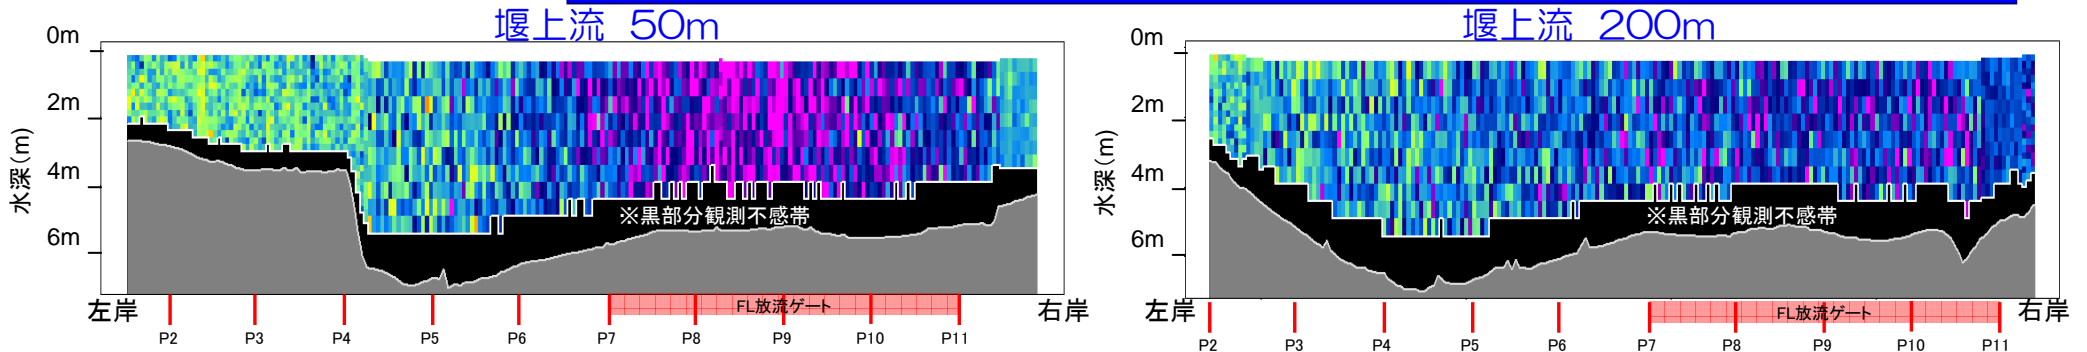 堰上流 50m
0m
2m
4m
6m
水深(m)
※黒部分観測不感帯
左岸
FL放流ゲート
右岸
P2
P3
P4
P5
P6
P7
P8
P9
P10
P11
堰上流 200m
0m
2m
4m
6m
水深(m)
※黒部分観測不感帯
左岸
FL放流ゲート
右岸
P2
P3
P4
P5
P6
P7
P8
P9
P10
P11